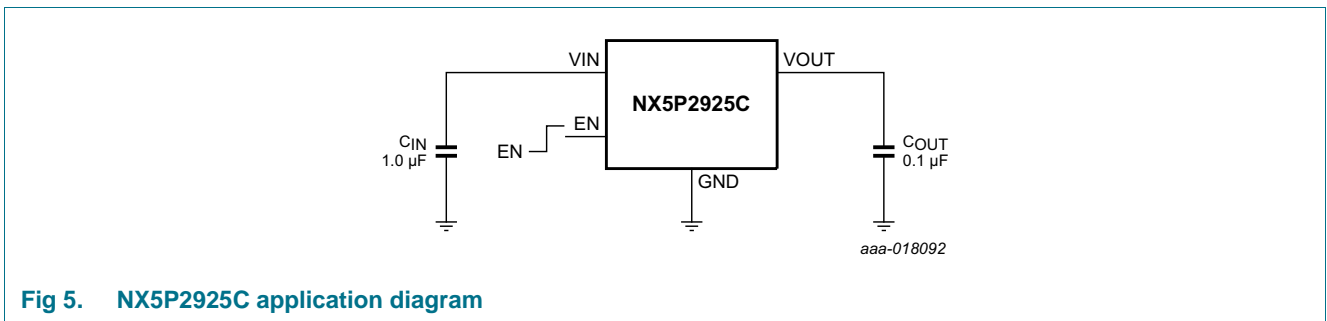 VIN
VOUT
NX5P2925C
EN
EN
CIN
1.0 µF
COUT
0.1 µF
GND
aaa-018092
Fig 5. NX5P2925C application diagram